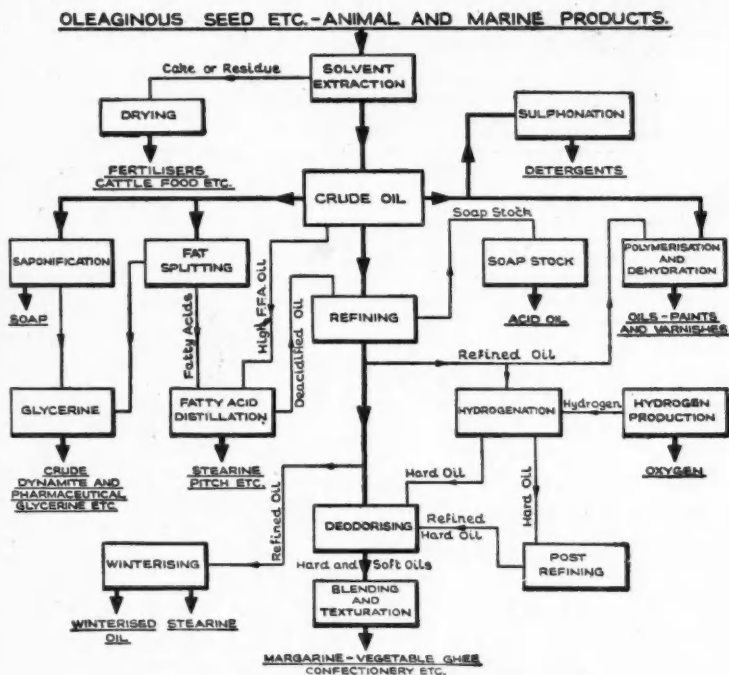 OLEAGINOUS SEED ETC.-ANIMAL AND MARINE PRODUCTS.
SOLVENT
EXTRACTION
Cake or Residue
DRYING
SULPHONATION
FERTILISERS
CATTLE FOOD ETC.
DETERGENTS
CRUDE OIL
Soap Stock
SAPONIFICATION
FAT
SPLITTING
High FFA Oil
SOAP STOCK
POLYMERISATION
AND
DEHYDRATION
SOAP
Fatty Acids
Deacidified Oil
REFINING
ACID OIL
OILS-PAINTS
AND VARNISHES
Refined Oil
GLYCERINE
FATTY ACID
DISTILLATION
HYDROGENATION
Hydrogen
HYDROGEN
PRODUCTION
CRUDE
DYNAMITE AND
PHARMACEUTICAL
GLYCERINE ETC
STEARINE
PITCH ETC.
Hard Oil
Hard Oil
OXYGEN
Refined Oil
DEODORISING
Refined
Hard Oil
POST
REFINING
WINTERISING
Hard and Soft Oils
BLENDING
AND
TEXTURATION
WINTERISED
OIL
STEARINE
MARGARINE-VEGETABLE GHEE
CONFECTIONERY ETC.